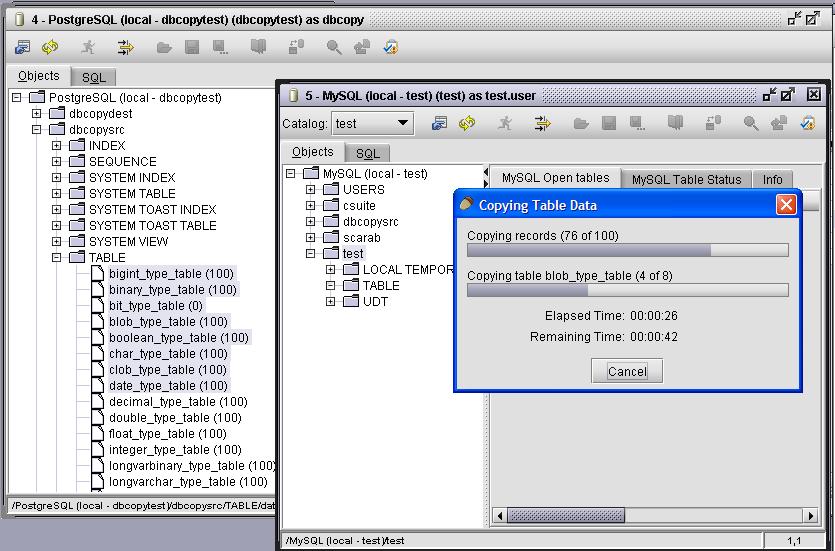 4 - PostgreSQL (local - dbcopytest) (dbcopytest) as dbcopy
Objects
SQL
PostgreSQL (local - dbcopytest)
dbcopydest
dbcopysrc
INDEX
SEQUENCE
SYSTEM INDEX
SYSTEM TABLE
SYSTEM TOAST INDEX
SYSTEM TOAST TABLE
SYSTEM VIEW
TABLE
bigint_type_table (100)
binary_type_table (100)
bit_type_table (0)
blob_type_table (100)
boolean_type_table (100)
char_type_table (100)
clob_type_table (100)
date_type_table (100)
decimal_type_table (100)
double_type_table (100)
float_type_table (100)
integer_type_table (100)
longvarbinary_type_table (100)
longvarchar_type_table (100)
/PostgreSQL (local - dbcopytest)/dbcopysrc/TABLE/dat
5 - MySQL (local - test) (test) as test.user
Catalog: test
Objects
SQL
MySQL (local - test)
USERS
csuite
dbcopysrc
scarab
test
LOCAL TEMPOR
TABLE
UDT
MySQL Open tables
MySQL Table Status
Info
Copying Table Data
Copying records (76 of 100)
Copying table blob_type_table (4 of 8)
Elapsed Time: 00:00:26
Remaining Time: 00:00:42
Cancel
/MySQL (local - test)/test
1,1